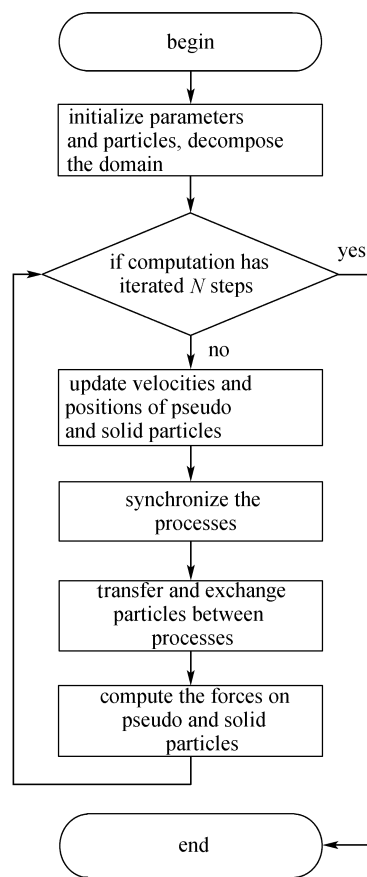 begin
initialize parameters
and particles, decompose
the domain
if computation has
iterated N steps
yes
no
update velocities and
positions of pseudo
and solid particles
synchronize the
processes
transfer and exchange
particles between
processes
compute the forces on
pseudo and solid
particles
end